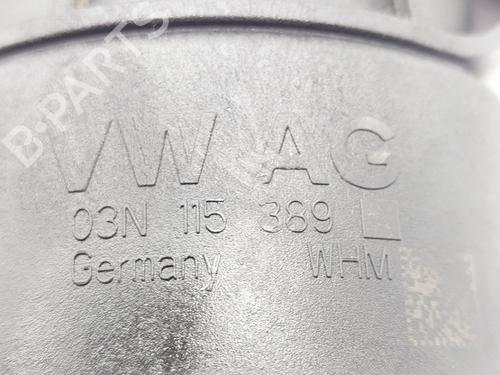 B-PARTS
VW AG
03N 115 389 L
Germany WHM